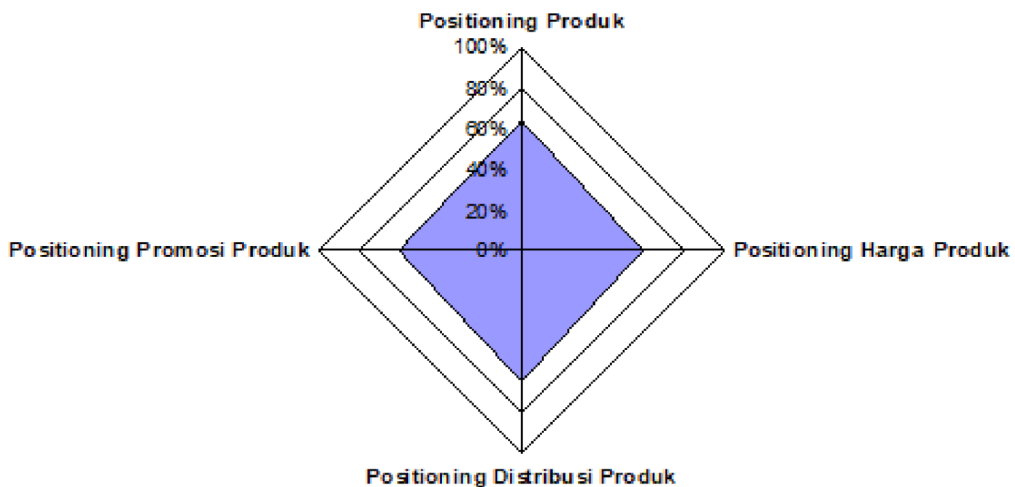 Positioning Produk
100%
80%
60%
40%
20%
0%
Positioning Promosi Produk
Positioning Harga Produk
Positioning Distribusi Produk